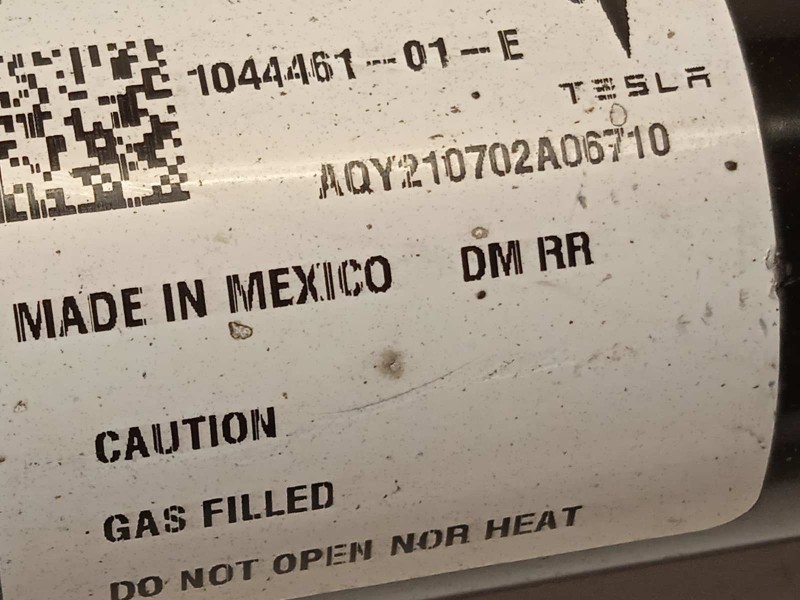 1044461-01-E
TESLA
AQY210702A06710
MADE IN MEXICO DM RR
CAUTION
GAS FILLED
DO NOT OPEN NOR HEAT